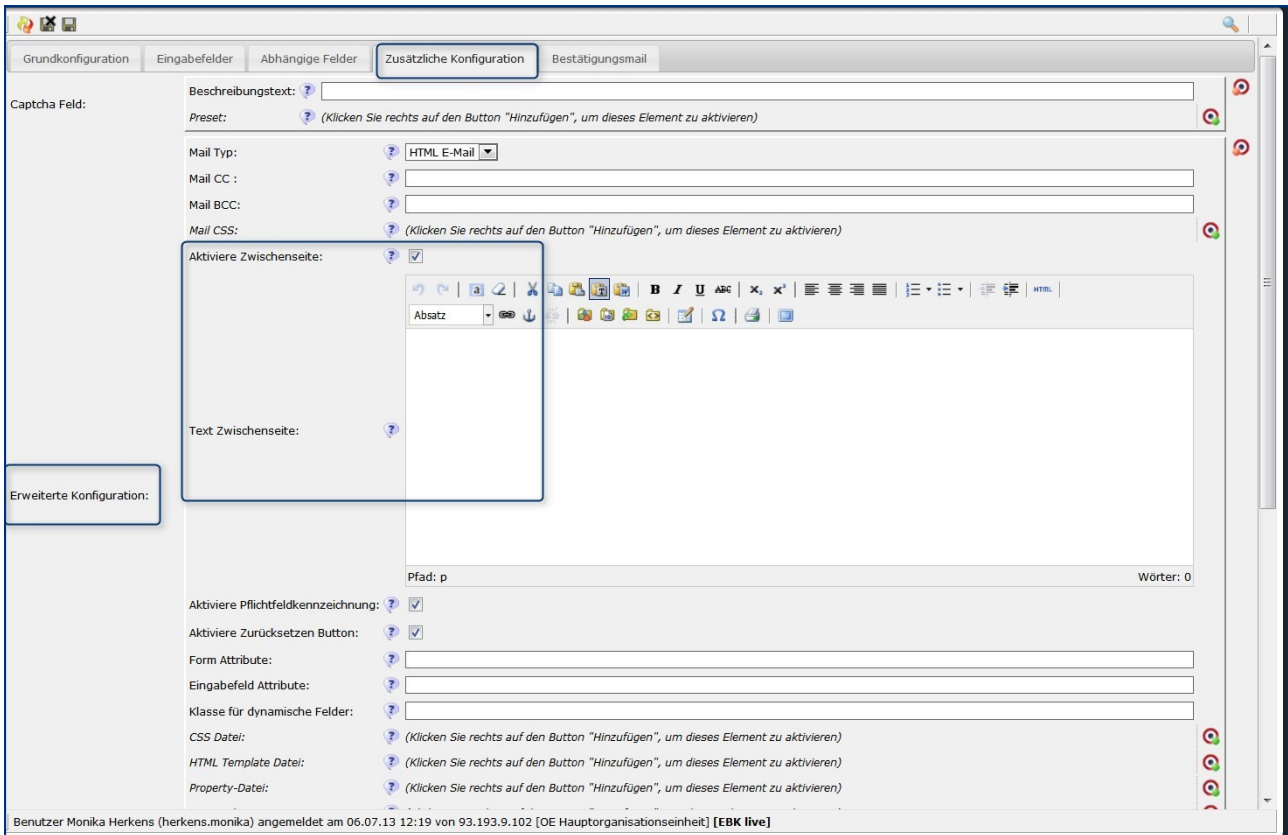 Grundkonfiguration Eingabefelder Abhängige Felder Zusätzliche Konfiguration Bestätigungsmail
Captcha Feld:
Beschreibungstext:
Preset: (Klicken Sie rechts auf den Button "Hinzufügen", um dieses Element zu aktivieren)
Mail Typ: HTML E-Mail
Mail CC :
Mail BCC:
Mail CSS: (Klicken Sie rechts auf den Button "Hinzufügen", um dieses Element zu aktivieren)
Aktiviere Zwischenseite:
B I U ABC x₂ x² HTML
Absatz Ω
Text Zwischenseite:
Erweiterte Konfiguration:
Pfad: p Wörter: 0
Aktiviere Pflichtfeldkennzeichnung:
Aktiviere Zurücksetzen Button:
Form Attribute:
Eingabefeld Attribute:
Klasse für dynamische Felder:
CSS Datei: (Klicken Sie rechts auf den Button "Hinzufügen", um dieses Element zu aktivieren)
HTML Template Datei: (Klicken Sie rechts auf den Button "Hinzufügen", um dieses Element zu aktivieren)
Property-Datei: (Klicken Sie rechts auf den Button "Hinzufügen", um dieses Element zu aktivieren)
Benutzer Monika Herkens (herkens.monika) angemeldet am 06.07.13 12:19 von 93.193.9.102 [OE Hauptorganisationseinheit] [EBK live]